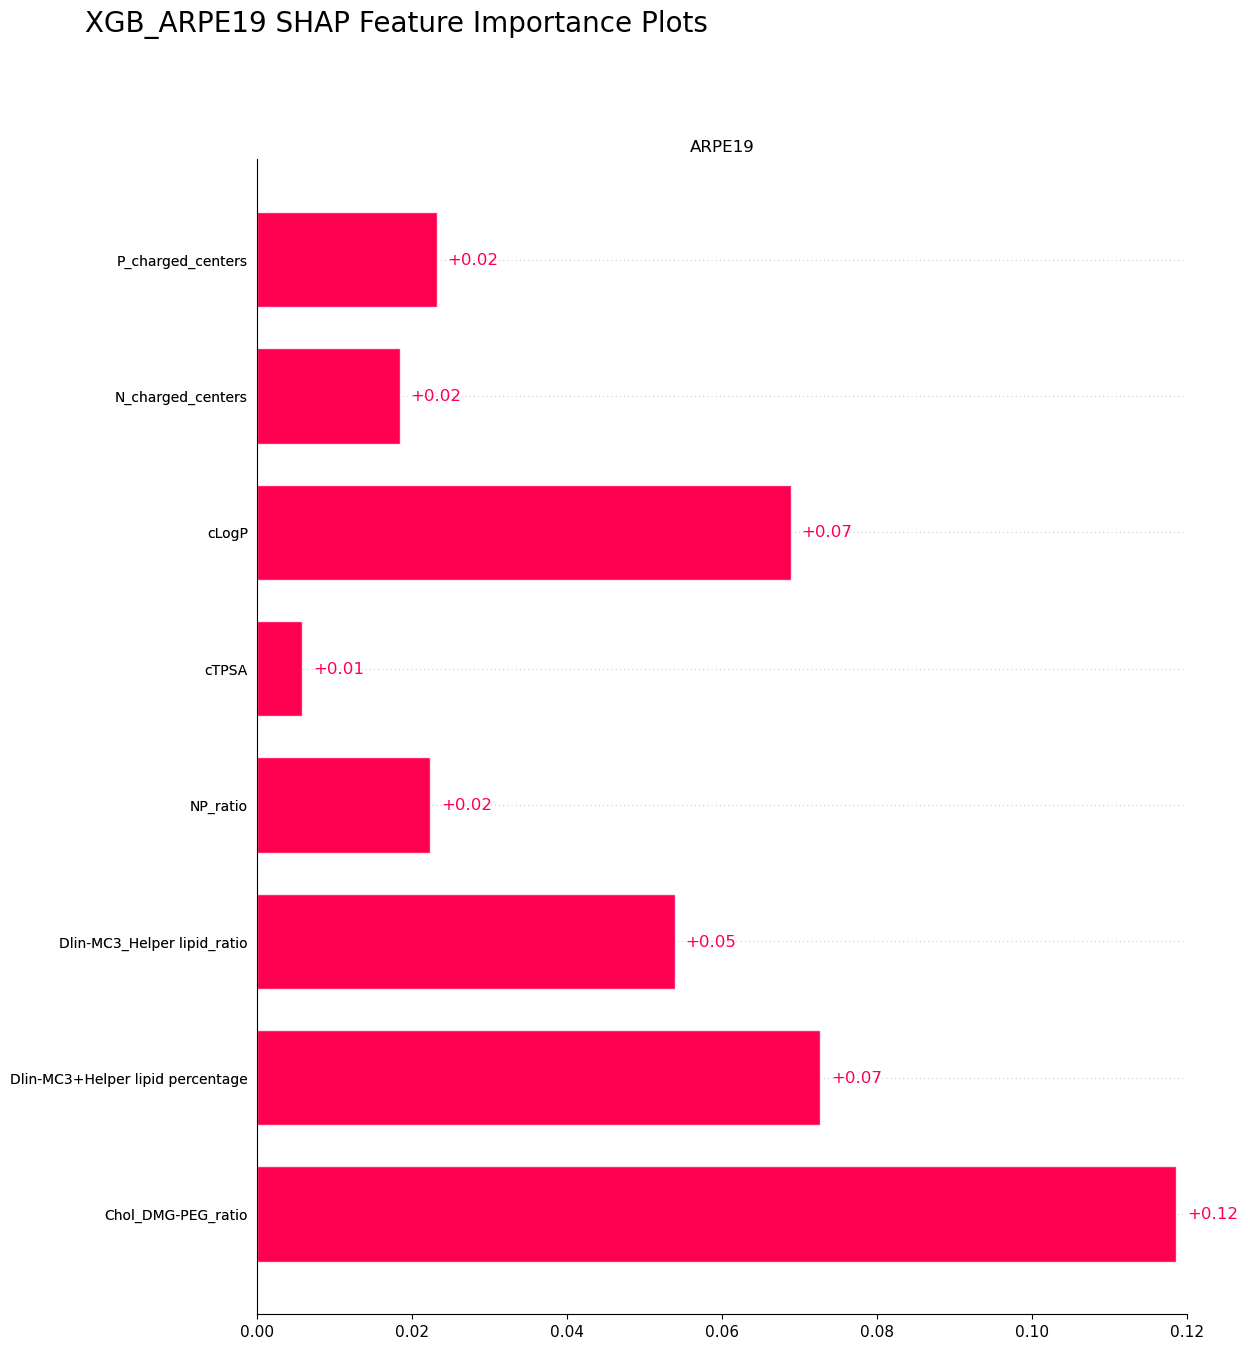 XGB_ARPE19 SHAP Feature Importance Plots
ARPE19
P_charged_centers
+0.02
N_charged_centers
+0.02
cLogP
+0.07
cTPSA
+0.01
NP_ratio
+0.02
Dlin-MC3_Helper lipid_ratio
+0.05
Dlin-MC3+Helper lipid percentage
+0.07
Chol_DMG-PEG_ratio
+0.12
0.00 0.02 0.04 0.06 0.08 0.10 0.12